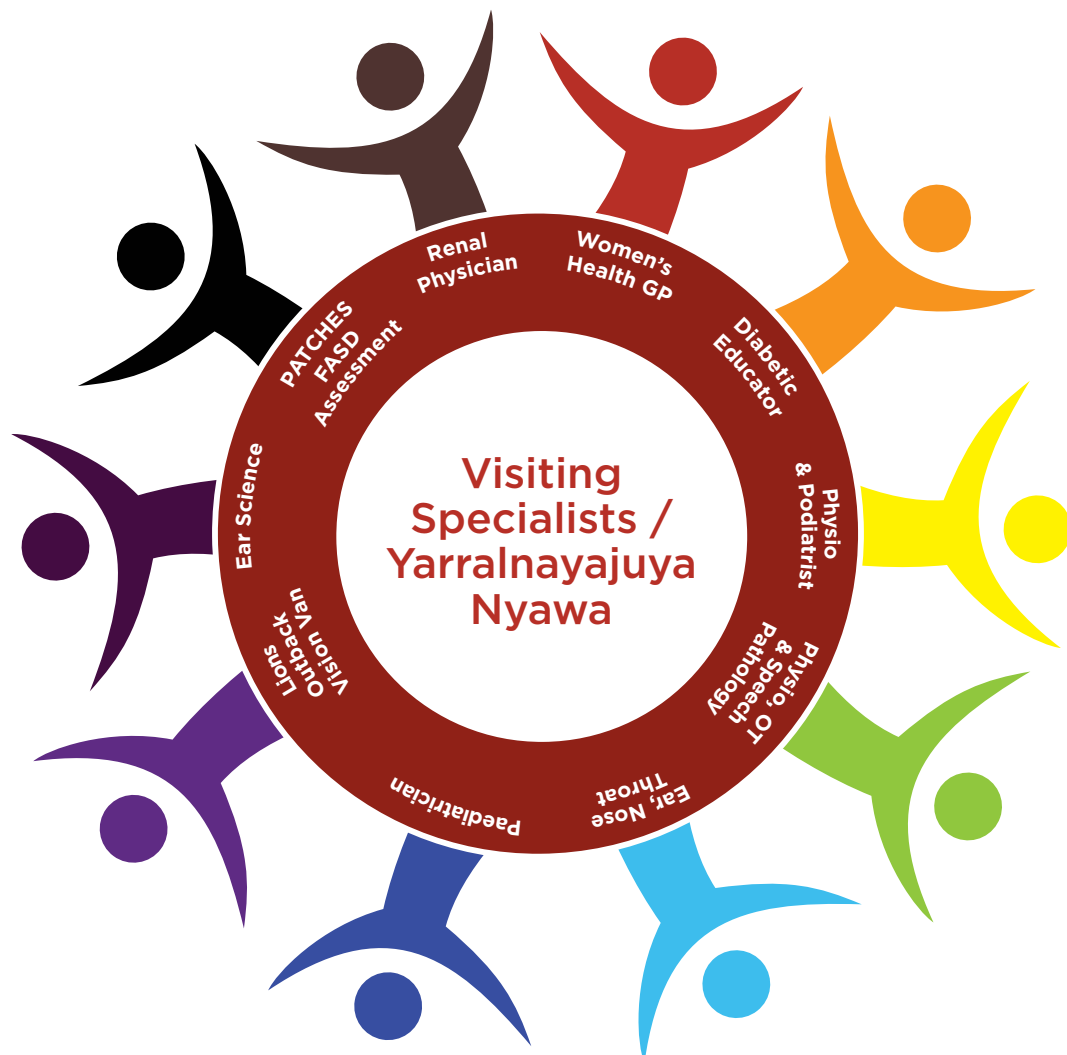 Visiting
Specialists /
Yarralnayajuya
Nyawa
Women's
Health GP
Diabetic
Educator
Physio
& Podiatrist
Physio, OT
& Speech
Pathology
Ear, Nose
Throat
Paediatrician
Lions
Outback
Vision Van
Ear Science
PATCHES
FASD
Assessment
Renal
Physician